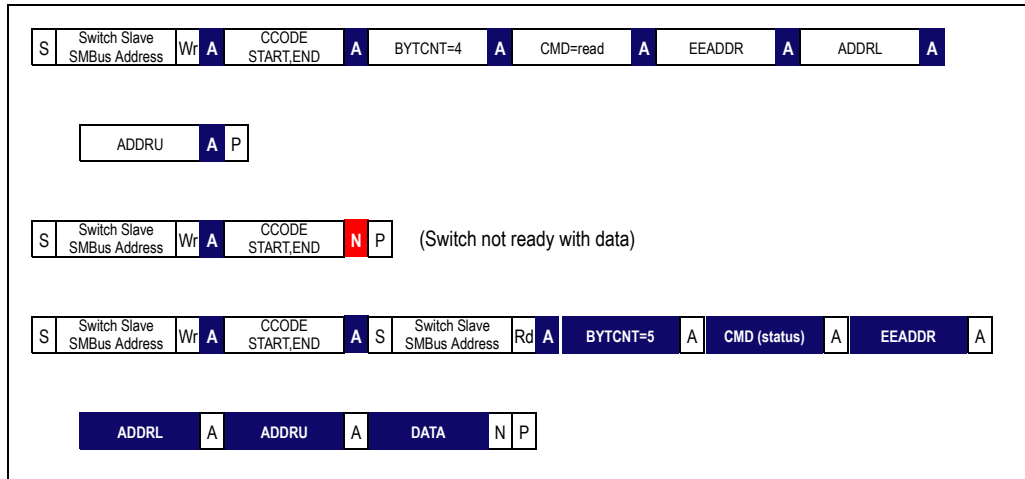 S Switch Slave SMBus Address Wr A CCODE START,END A BYTCNT=4 A CMD=read A EEADDR A ADDRL A
ADDRU A P
S Switch Slave SMBus Address Wr A CCODE START,END N P (Switch not ready with data)
S Switch Slave SMBus Address Wr A CCODE START,END A S Switch Slave SMBus Address Rd A BYTCNT=5 A CMD (status) A EEADDR A
ADDRL A ADDRU A DATA N P